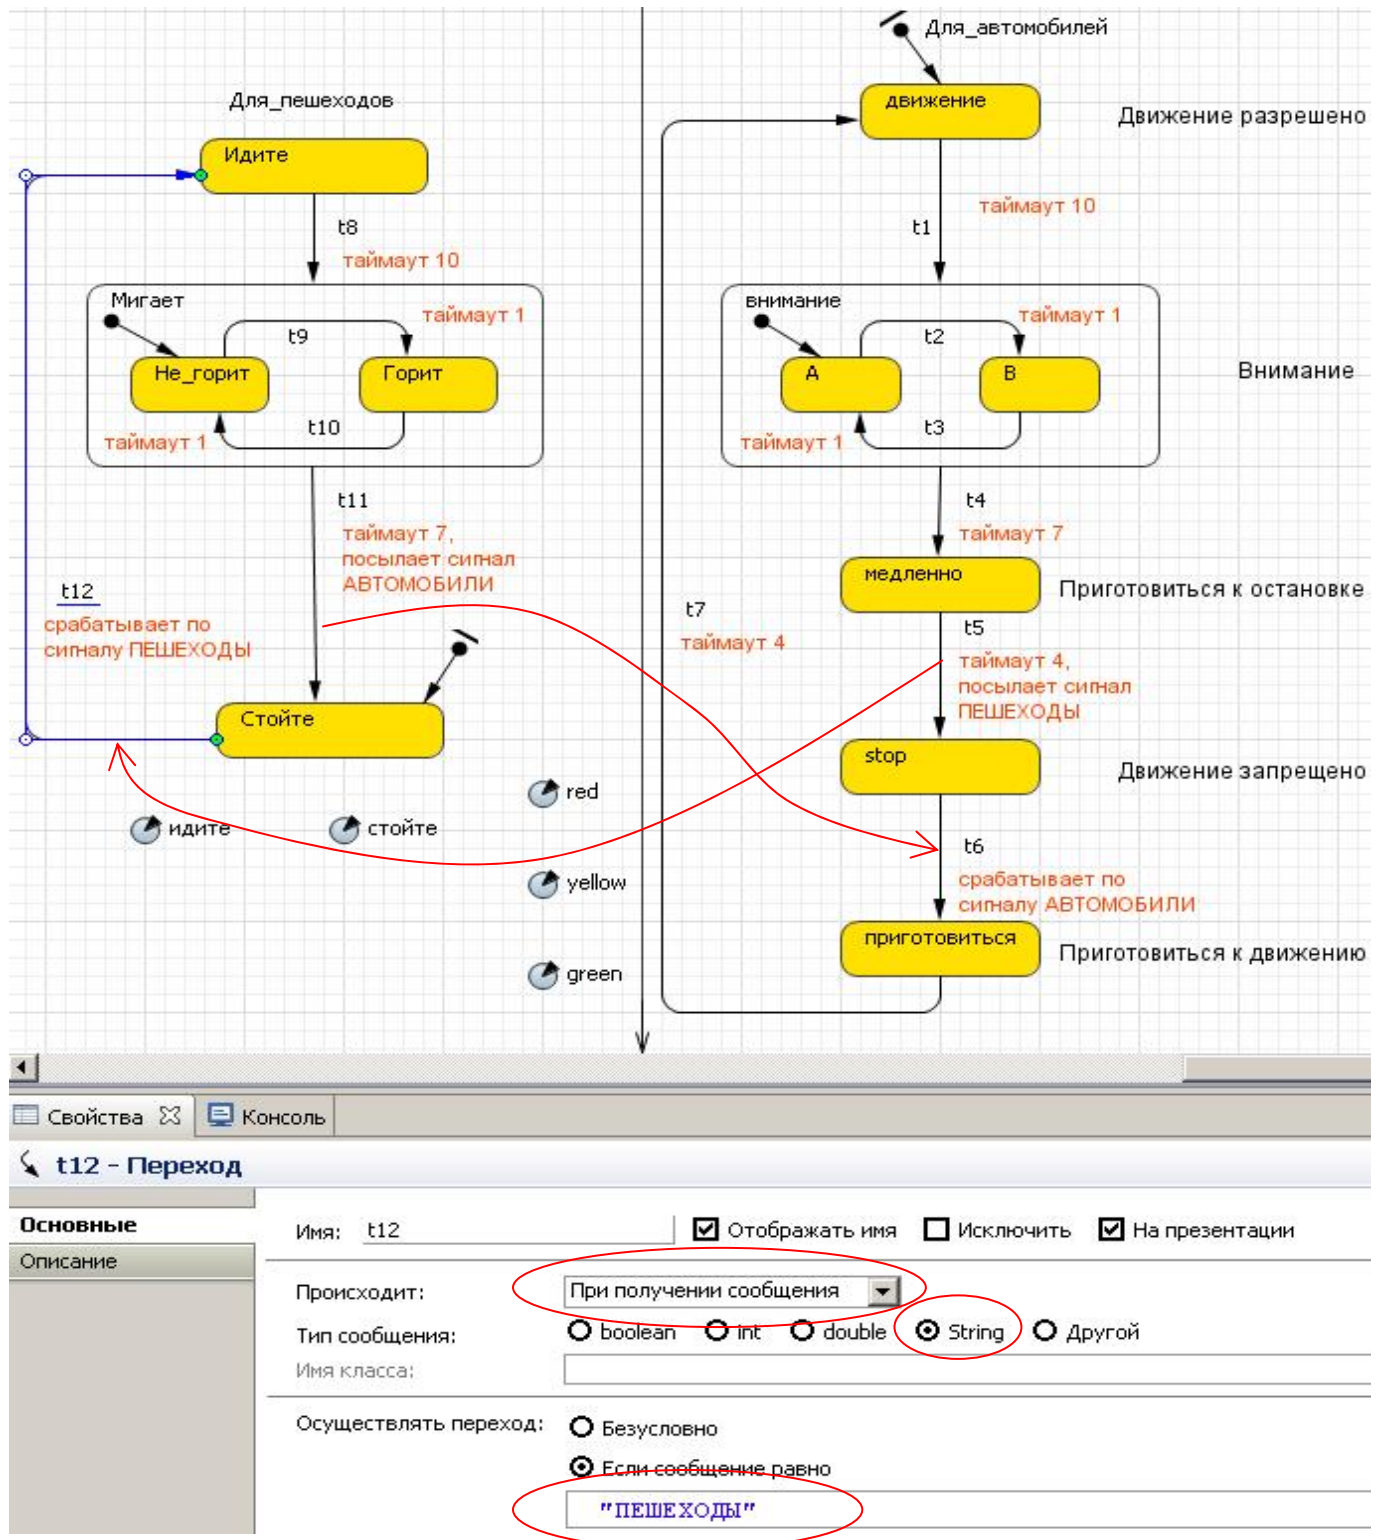 Для_автомобилей
движение
Движение разрешено
Для_пешеходов
Идите
таймаут 10
t1
t8
таймаут 10
Мигает
таймаут 1
t9
Не_горит
Горит
t10
таймаут 1
внимание
таймаут 1
t2
A
B
Внимание
t3
таймаут 1
t11
таймаут 7,
посылает сигнал
АВТОМОБИЛИ
t4
таймаут 7
медленно
Приготовиться к остановке
t12
срабатывает по
сигналу ПЕШЕХОДЫ
t7
таймаут 4
t5
таймаут 4,
посылает сигнал
ПЕШЕХОДЫ
Стойте
stop
Движение запрещено
red
идите
стойте
t6
срабатывает по
сигналу АВТОМОБИЛИ
yellow
приготовиться
Приготовиться к движению
green
Свойства
Консоль
t12 - Переход
Основные
Описание
Имя: t12 Отображать имя Исключить На презентации
Происходит: При получении сообщения
Тип сообщения: boolean int double String Другой
Имя класса:
Осуществлять переход: Безусловно
Если сообщение равно
"ПЕШЕХОДЫ"